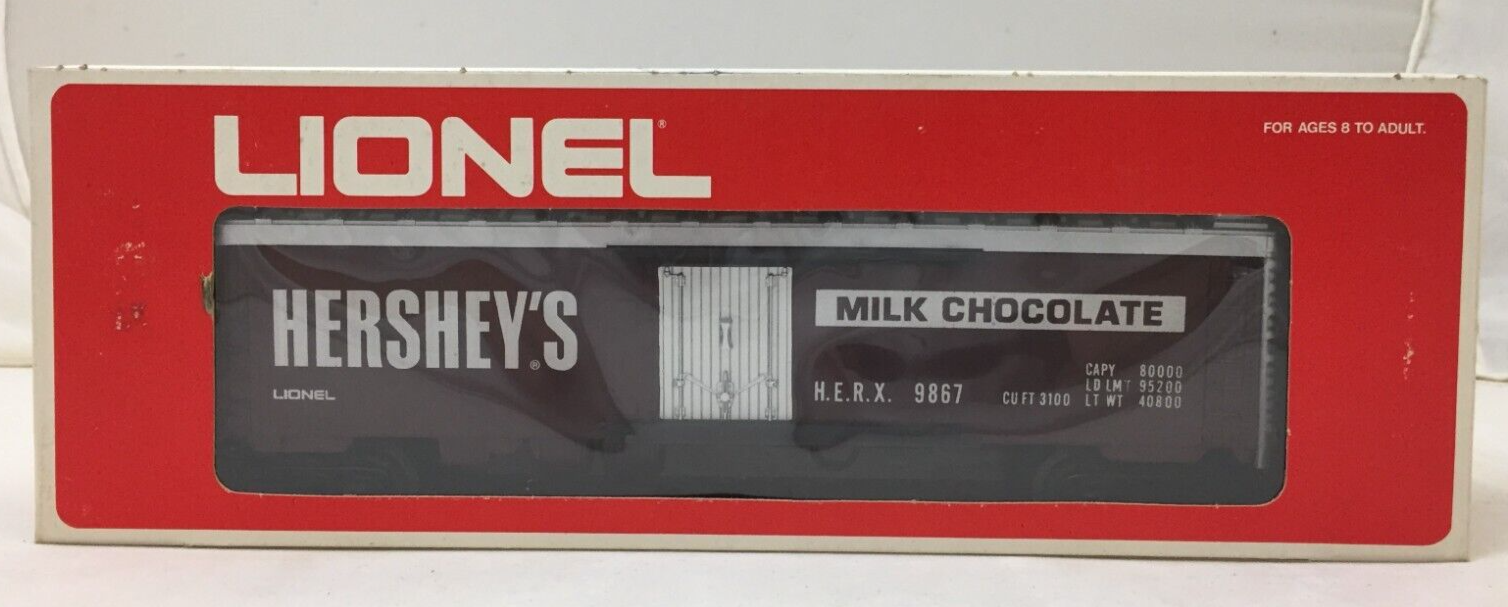 LIONEL®
FOR AGES 8 TO ADULT.
HERSHEY'S®
LIONEL
MILK CHOCOLATE
H.E.R.X. 9867
CU FT 3100
CAPY 80000
LD LMT 95200
LT WT 40800